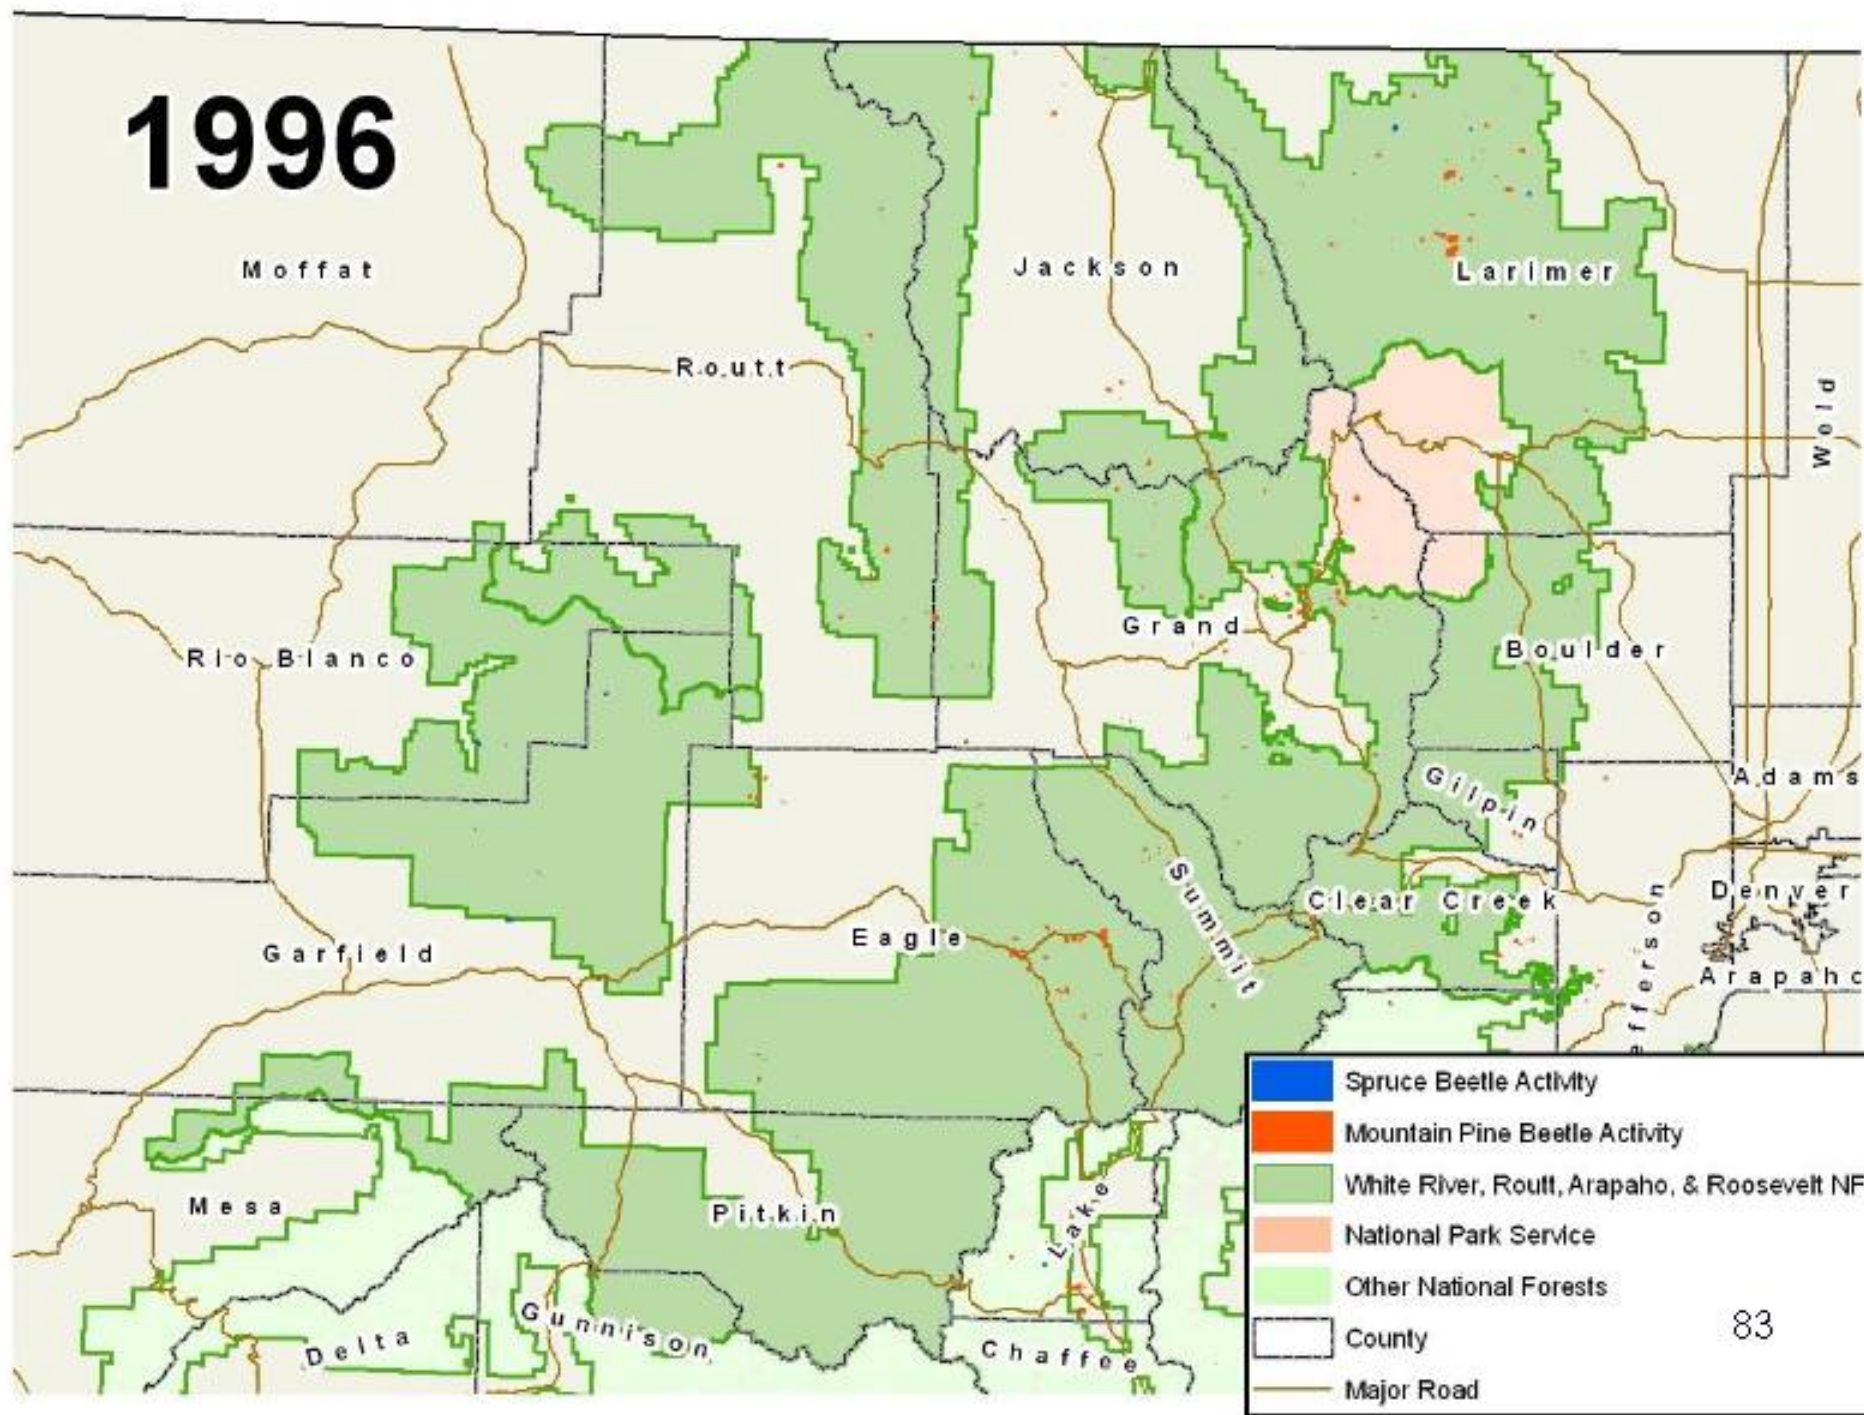 1996
Moffat
Jackson
Larimer
Routt
Wold
Rio Blanco
Grand
Boulder
Gilpin
Adams
Summit
Clear Creek
Denver
Eagle
Garfield
efferson
Arapaho
Mesa
Pitkin
Lake
Delta
Gunnison
Chaffee
Spruce Beetle Activity
Mountain Pine Beetle Activity
White River, Routt, Arapaho, & Roosevelt NF
National Park Service
Other National Forests
County
83
Major Road